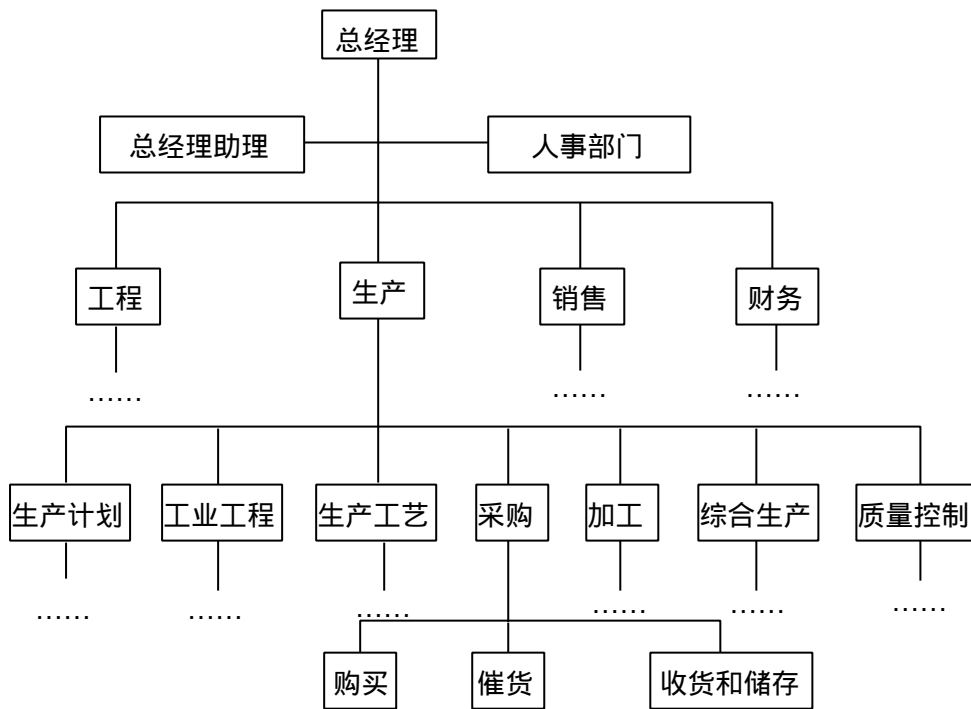 总经理
总经理助理
人事部门
工程
生产
销售
财务
……
……
……
生产计划
工业工程
生产工艺
采购
加工
综合生产
质量控制
……
……
……
……
……
……
购买
催货
收货和储存